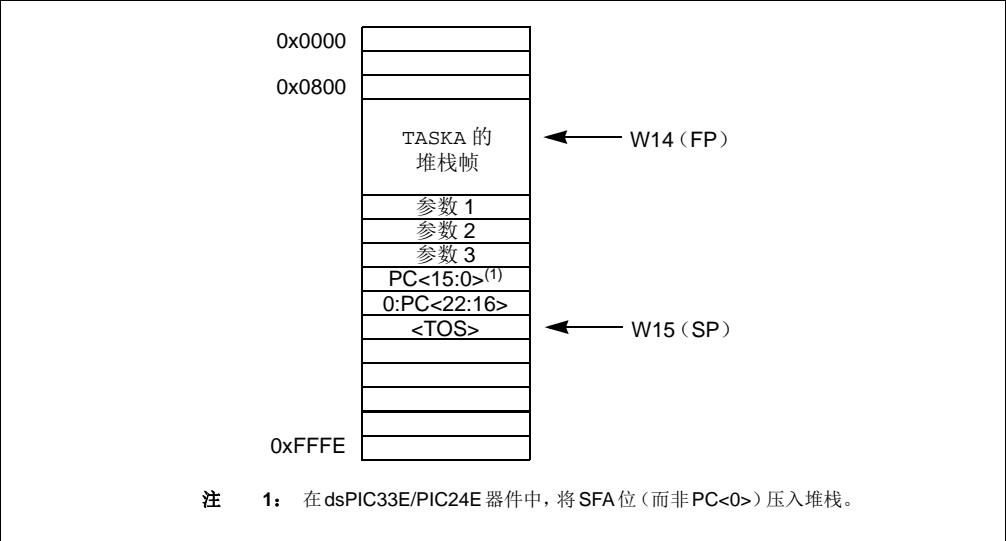 0x0000
0x0800
TASKA 的
堆栈帧
W14（FP）
参数 1
参数 2
参数 3
PC<15:0>(1)
0:PC<22:16>
<TOS>
W15（SP）
0xFFFE
注 1： 在 dsPIC33E/PIC24E 器件中，将 SFA 位（而非 PC<0>）压入堆栈。